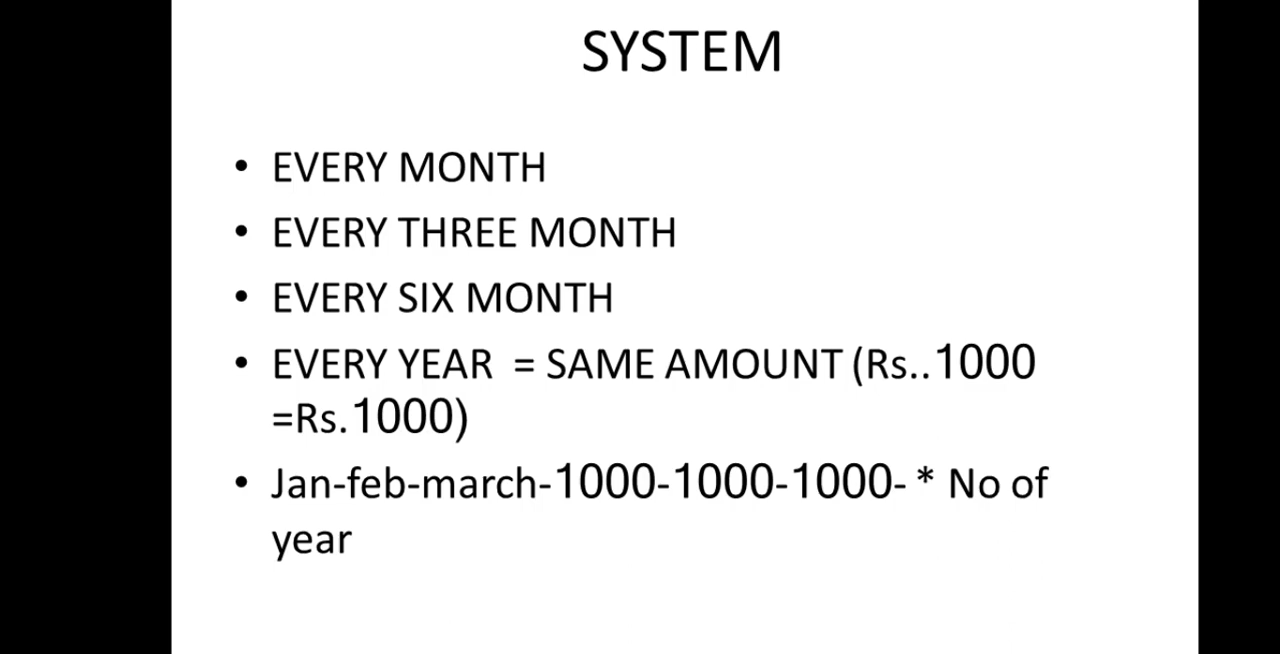 SYSTEM
• EVERY MONTH
• EVERY THREE MONTH
• EVERY SIX MONTH
• EVERY YEAR  = SAME AMOUNT (Rs..1000
=Rs.1000)
• Jan-feb-march-1000-1000-1000- * No of
year